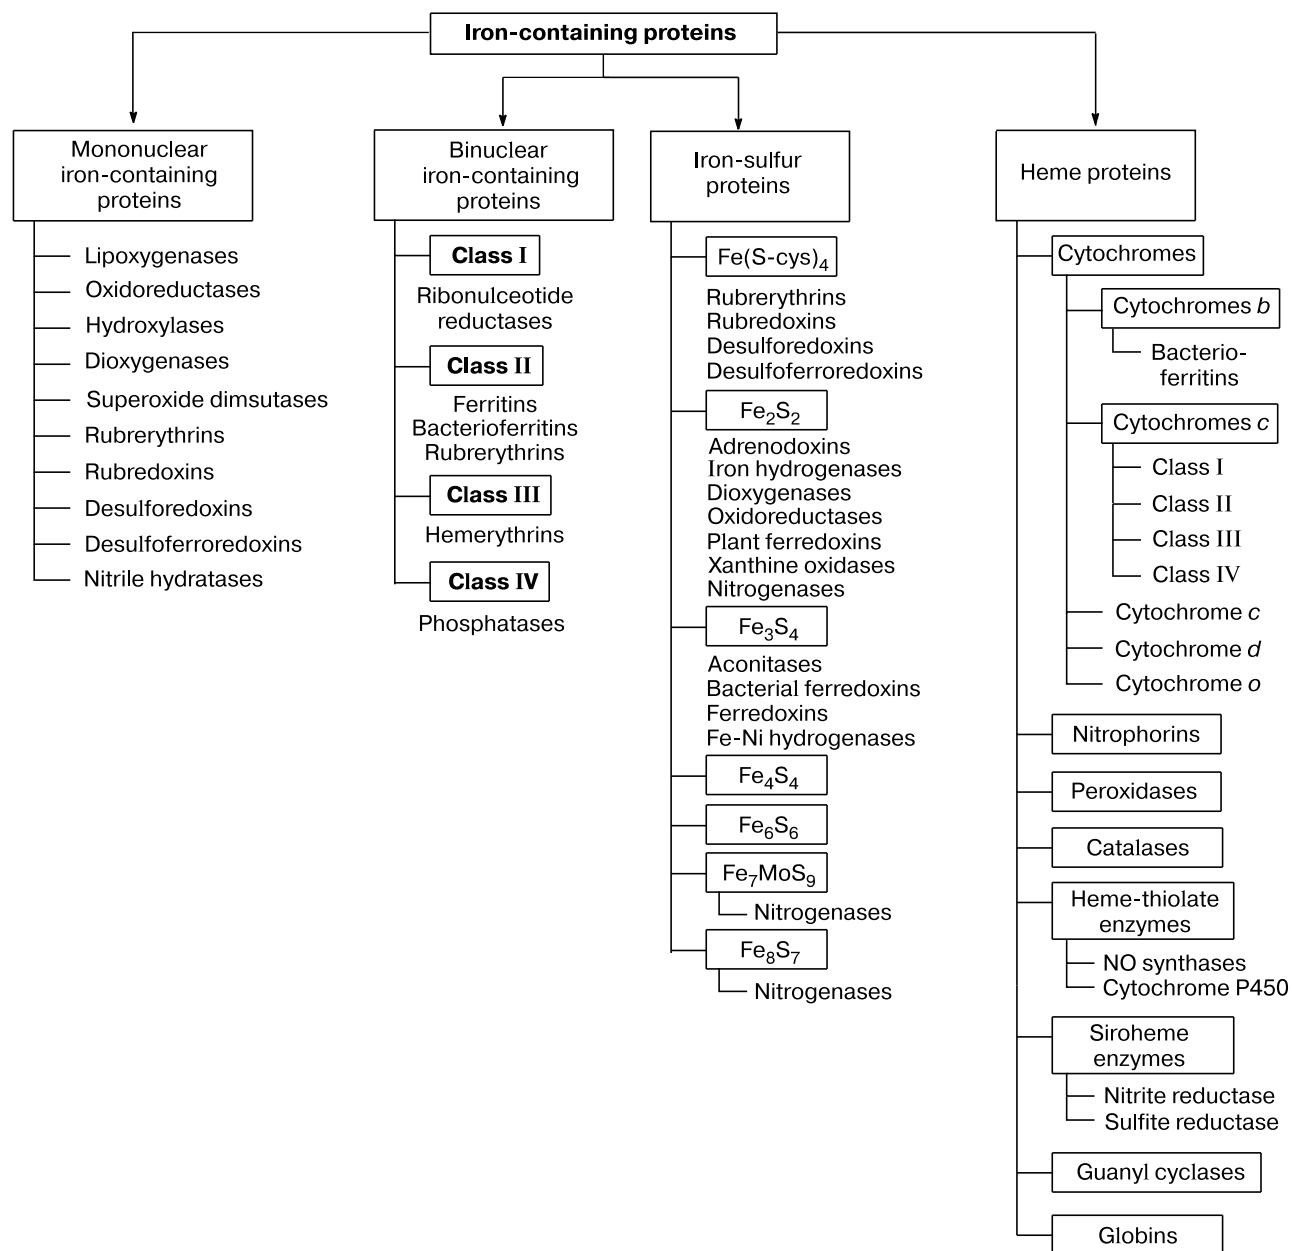 Iron-containing proteins
Mononuclear
iron-containing
proteins
Lipoxygenases
Oxidoreductases
Hydroxylases
Dioxygenases
Superoxide dimsutases
Rubrerythrins
Rubredoxins
Desulforedoxins
Desulfoferroredoxins
Nitrile hydratases
Binuclear
iron-containing
proteins
Class I
Ribonulceotide
reductases
Class II
Ferritins
Bacterioferritins
Rubrerythrins
Class III
Hemerythrins
Class IV
Phosphatases
Iron-sulfur
proteins
Fe(S-cys)4
Rubrerythrins
Rubredoxins
Desulforedoxins
Desulfoferroredoxins
Fe2S2
Adrenodoxins
Iron hydrogenases
Dioxygenases
Oxidoreductases
Plant ferredoxins
Xanthine oxidases
Nitrogenases
Fe3S4
Aconitases
Bacterial ferredoxins
Ferredoxins
Fe-Ni hydrogenases
Fe4S4
Fe6S6
Fe7MoS9
Nitrogenases
Fe8S7
Nitrogenases
Heme proteins
Cytochromes
Cytochromes b
Bacterio-
ferritins
Cytochromes c
Class I
Class II
Class III
Class IV
Cytochrome c
Cytochrome d
Cytochrome o
Nitrophorins
Peroxidases
Catalases
Heme-thiolate
enzymes
NO synthases
Cytochrome P450
Siroheme
enzymes
Nitrite reductase
Sulfite reductase
Guanyl cyclases
Globins